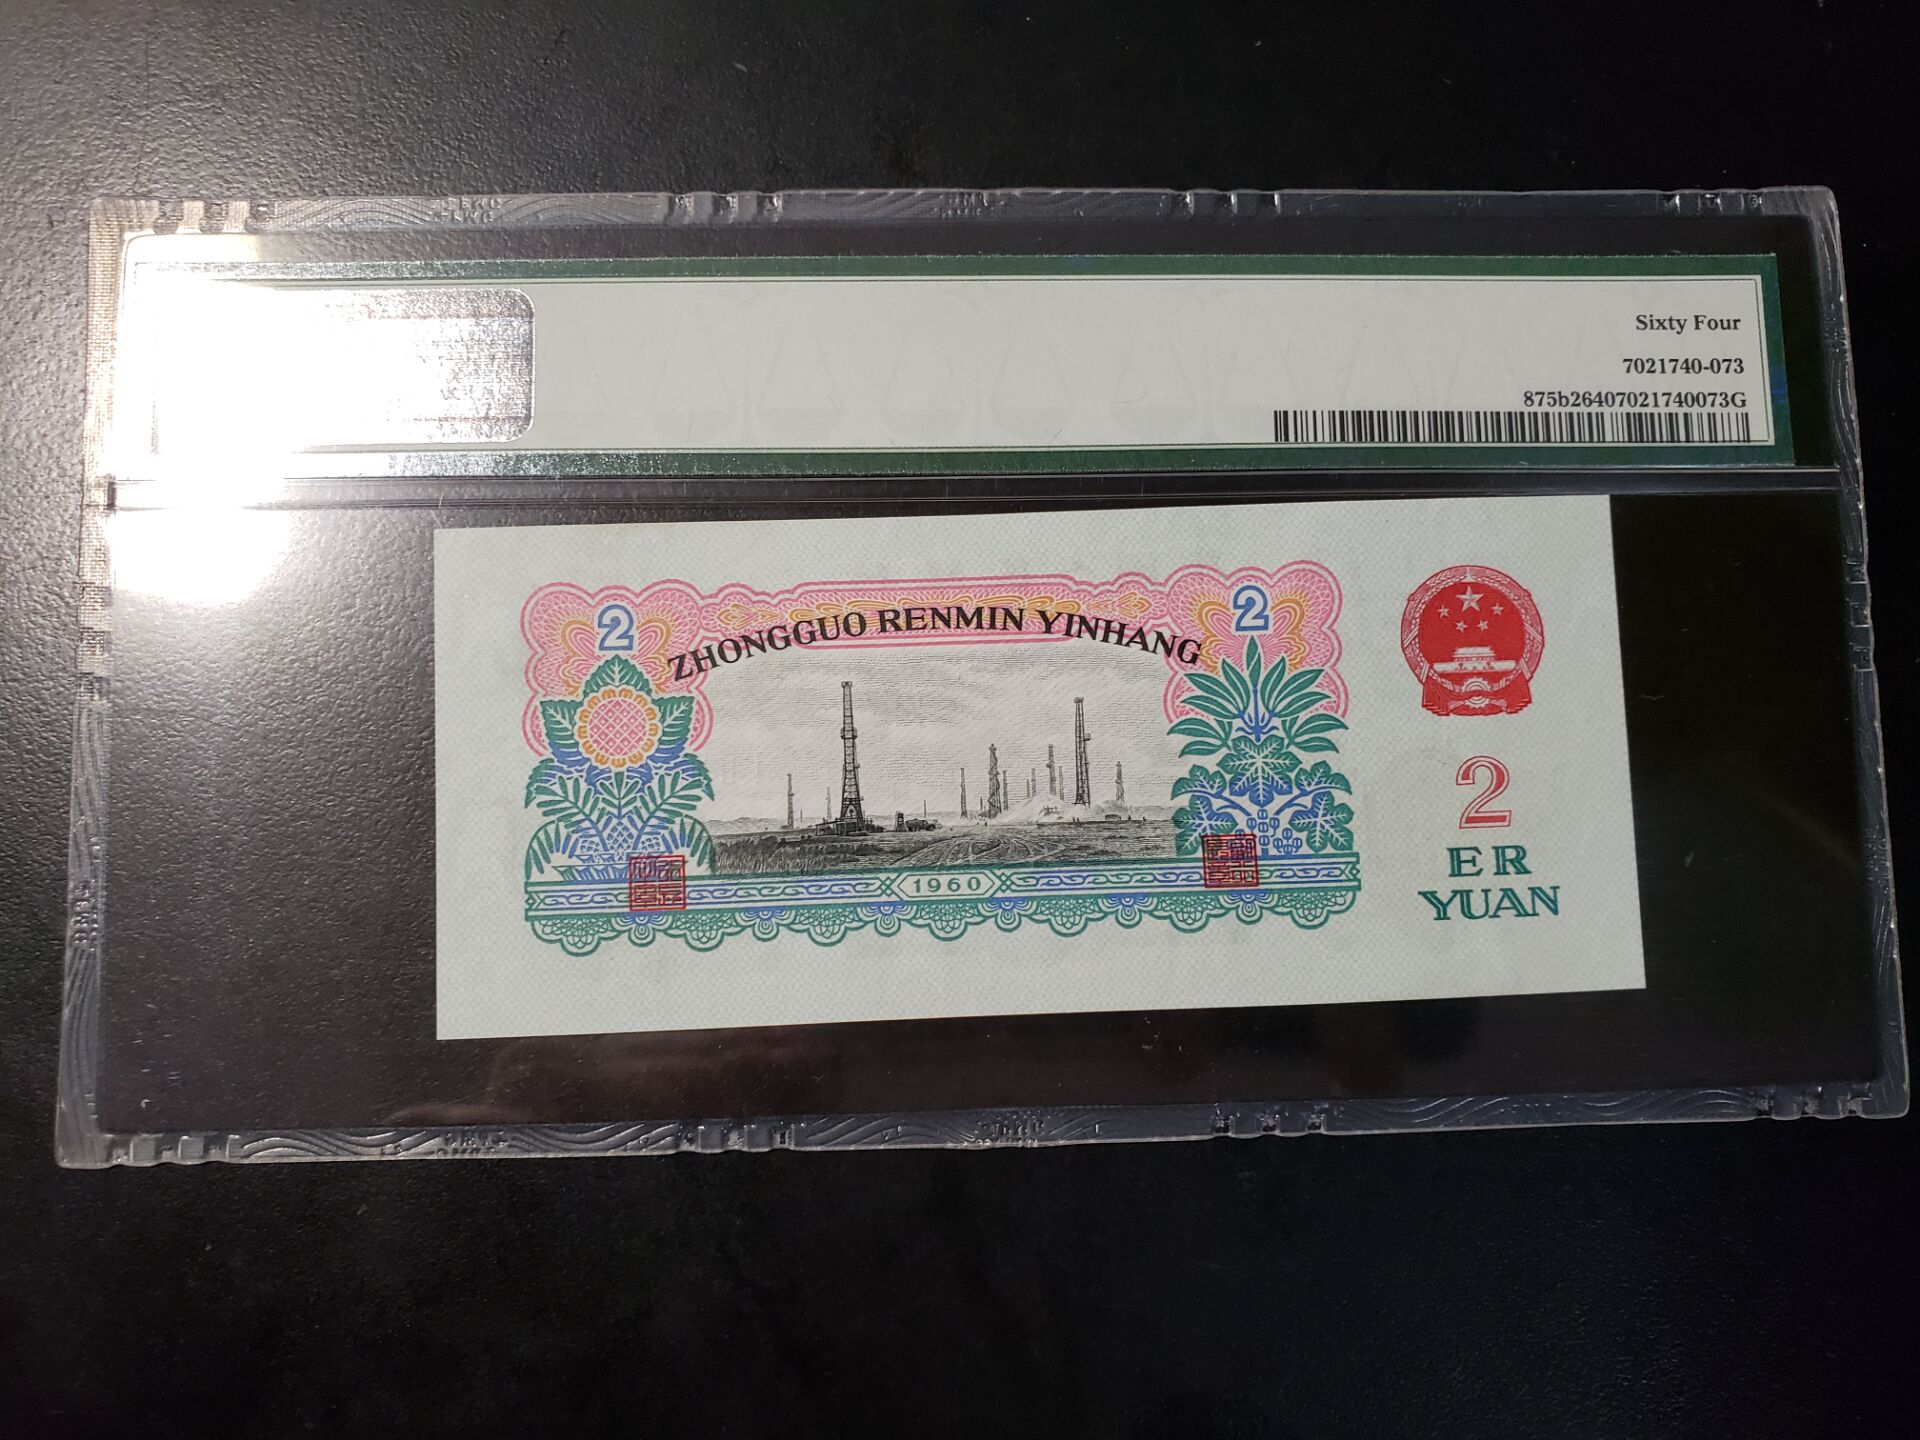 Sixty Four
7021740-073
875b26407021740073G
2
2
ZHONGGUO RENMIN YINHANG
1960
2
ER
YUAN